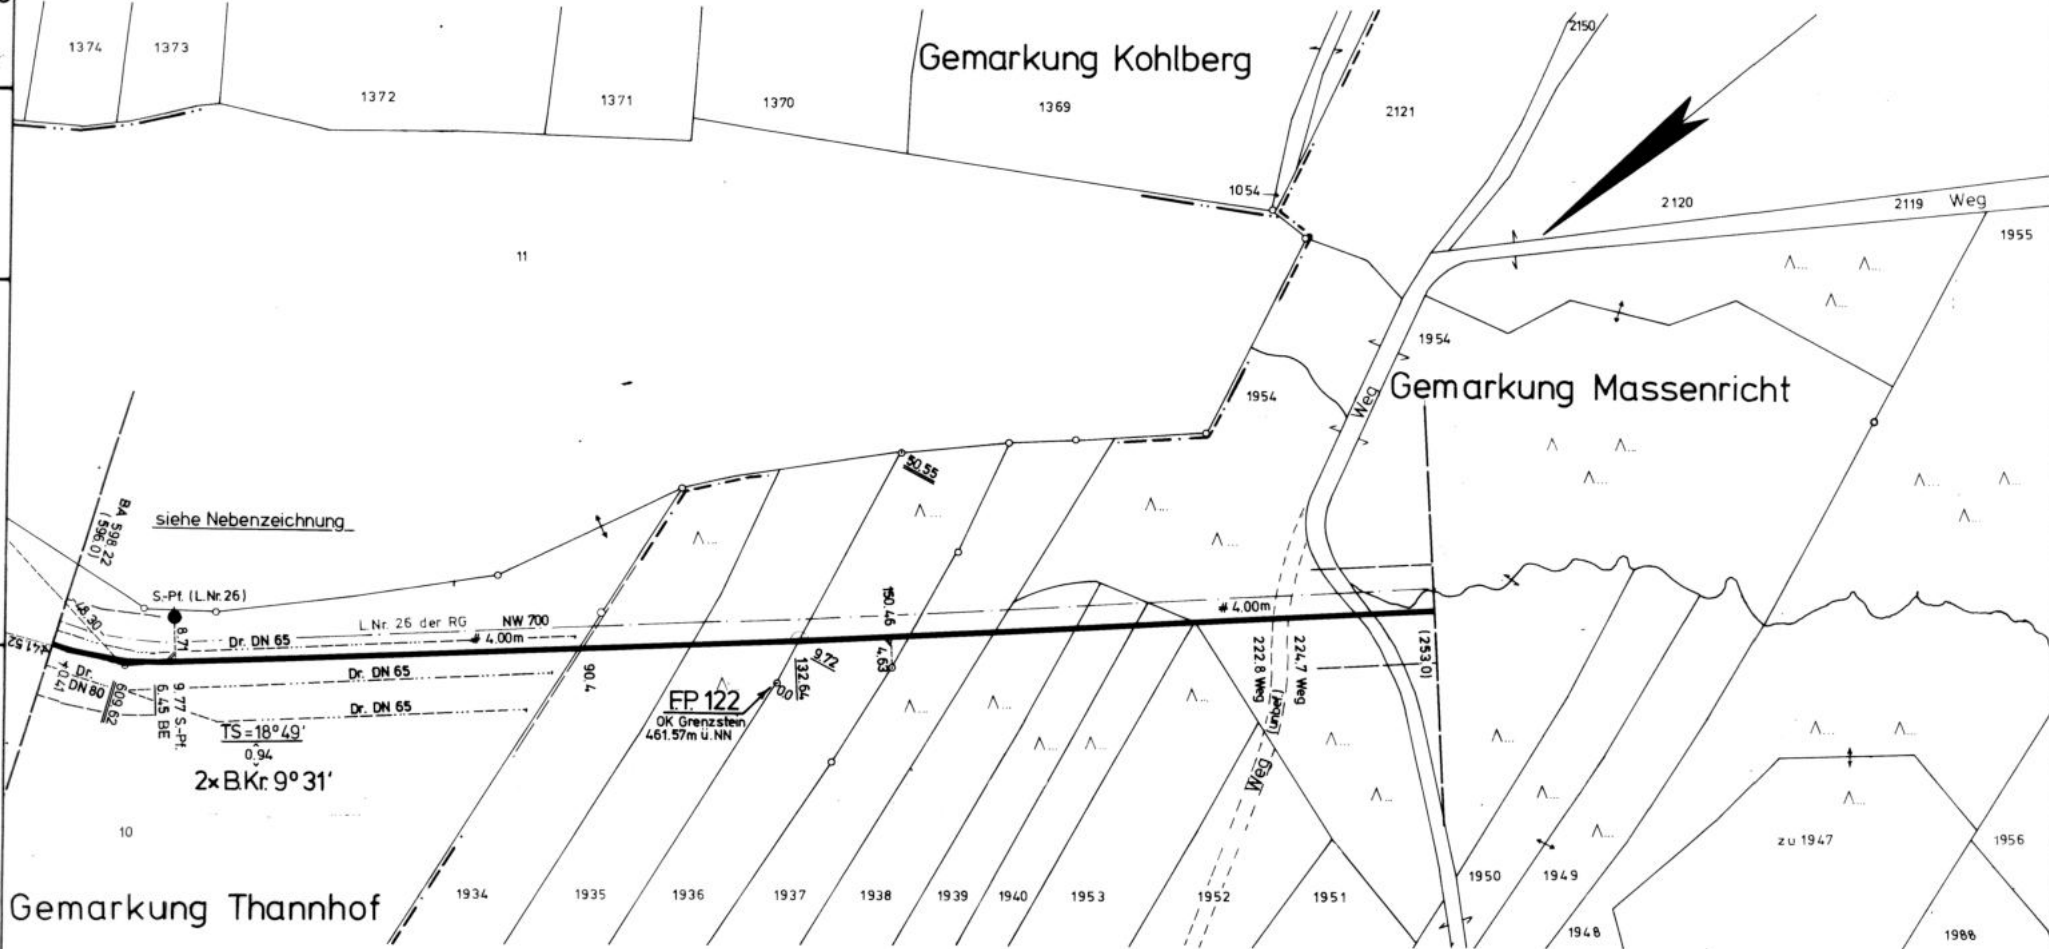 1374
1373
1372
1371
1370
Gemarkung Kohlberg
1369
2150
2121
1054
2120
2119
Weg
1955
11
1954
Weg
Gemarkung Massenricht
1954
50.55
BA 598.22
(596.0)
siehe Nebenzeichnung
S.-Pf. (L.Nr. 26)
48.30
8.71
L.Nr. 26 der RG
NW 700
Dr. DN 65
# 4.00m
150.46
# 4.00m
41.52
Dr.
DN 80
0.41
609.62
9.77 S.-Pf.
6.45 BE
Dr. DN 65
Dr. DN 65
90.4
132.64
9.72
4.63
222.8 Weg
224.7 Weg
(253.0)
F.P. 122
OK Grenzstein
461.57m ü.NN
0.0
TS=18°49'
0.94
2x B.Kr. 9°31'
Weg
10
Gemarkung Thannhof
1934
1935
1936
1937
1938
1939
1940
1953
1952
1951
1950
1949
1948
zu 1947
1956
1988